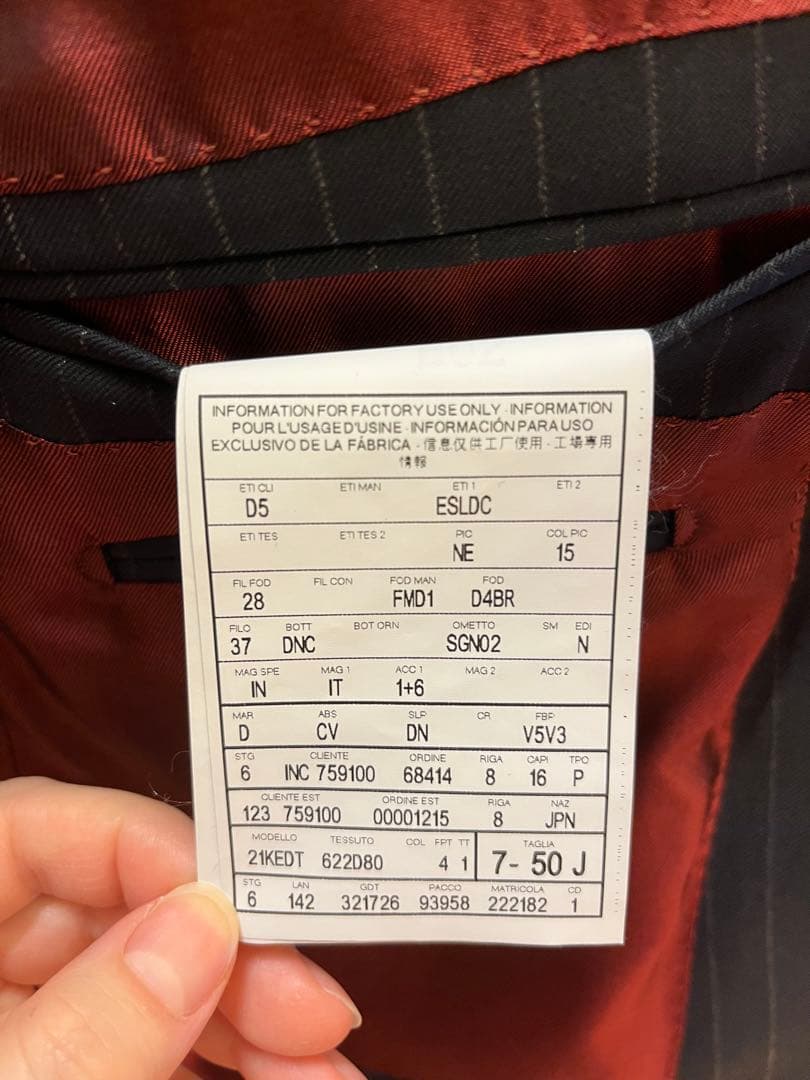 INFORMATION FOR FACTORY USE ONLY - INFORMATION
POUR L'USAGE D'USINE - INFORMACIÓN PARA USO
EXCLUSIVO DE LA FÁBRICA - 信息仅供工厂使用 - 工場専用
情報
ETI CLI ETI MAN ETI 1 ETI 2
D5 ESLDC
ETI TES ETI TES 2 PIC COL PIC
NE 15
FIL FOD FIL CON FOD MAN FOD
28 FMD1 D4BR
FILO BOTT BOT ORN OMETTO SM EDI
37 DNC SGN02 N
MAG SPE MAG 1 ACC 1 MAG 2 ACC 2
IN IT 1+6
MAR ABS SLP CR FBP
D CV DN V5V3
STG CLIENTE ORDINE RIGA CAPI TPO
6 INC 759100 68414 8 16 P
CLIENTE EST ORDINE EST RIGA NAZ
123 759100 00001215 8 JPN
MODELLO TESSUTO COL FPT TT TAGLIA
21KEDT 622D80 4 1 7- 50 J
STG LAN GDT PACCO MATRICOLA CD
6 142 321726 93958 222182 1